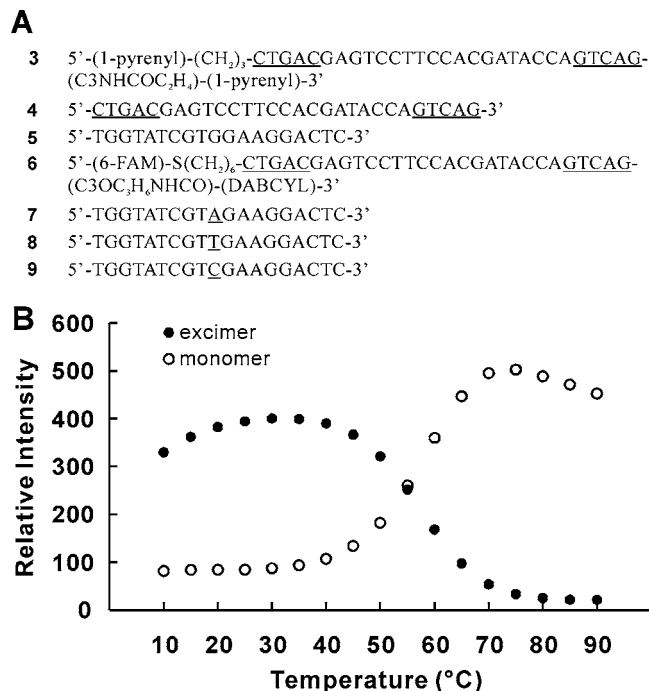 A
3 5'-(1-pyrenyl)-(CH₂)₃-CTGACGAGTCCTTCCACGATACCAGTCAG-
(C3NHCOC₂H₄)-(1-pyrenyl)-3'
4 5'-CTGACGAGTCCTTCCACGATACCAGTCAG-3'
5 5'-TGGTATCGTGGAAGGACTC-3'
6 5'-(6-FAM)-S(CH₂)₆-CTGACGAGTCCTTCCACGATACCAGTCAG-
(C3OC₃H₆NHCO)-(DABCYL)-3'
7 5'-TGGTATCGTAGAAGGACTC-3'
8 5'-TGGTATCGTTGAAGGACTC-3'
9 5'-TGGTATCGTCGAAGGACTC-3'
B
excimer
monomer
Relative Intensity
600
500
400
300
200
100
0
10 20 30 40 50 60 70 80 90
Temperature (°C)